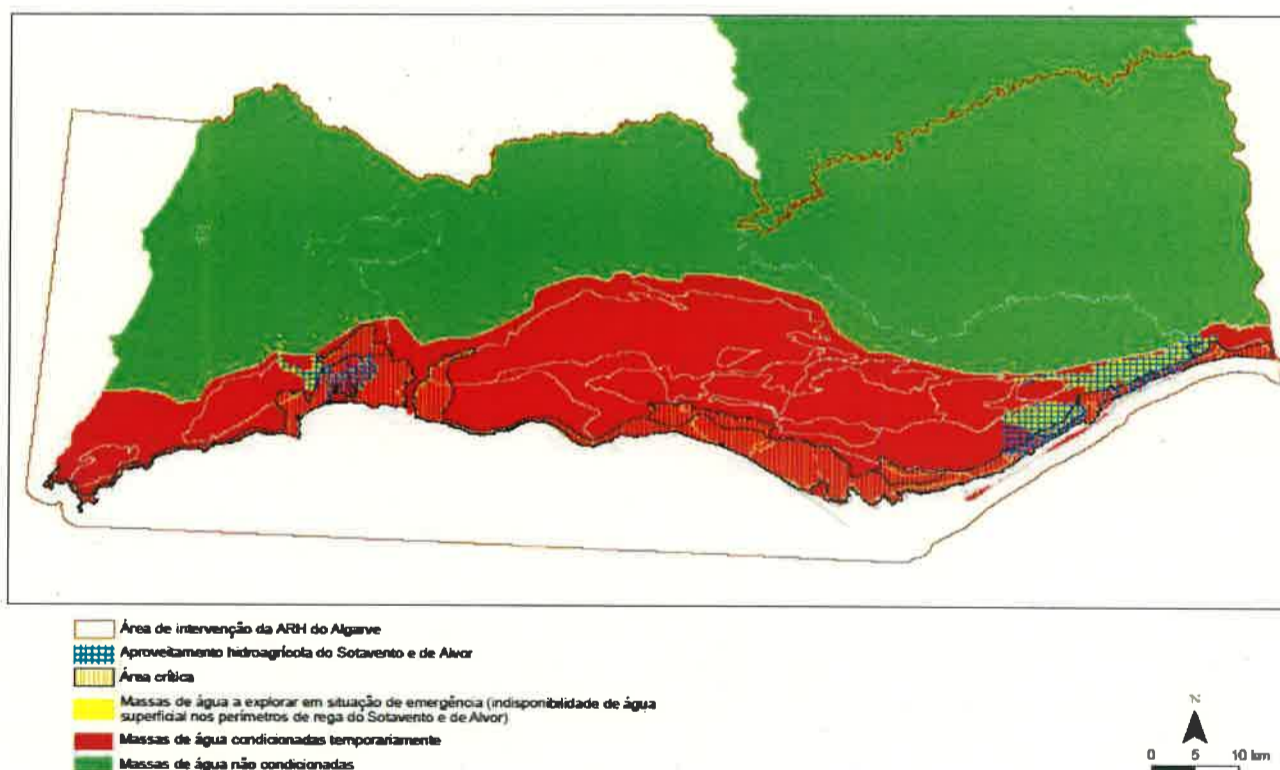 Área de intervenção da ARH do Algarve
Aproveitamento hidroagrícola do Sotavento e de Alvor
Área crítica
Massas de água a explorar em situação de emergência (indisponibilidade de água
superficial nos perímetros de rega do Sotavento e de Alvor)
Massas de água condicionadas temporariamente
Massas de água não condicionadas
N
0 5 10 km